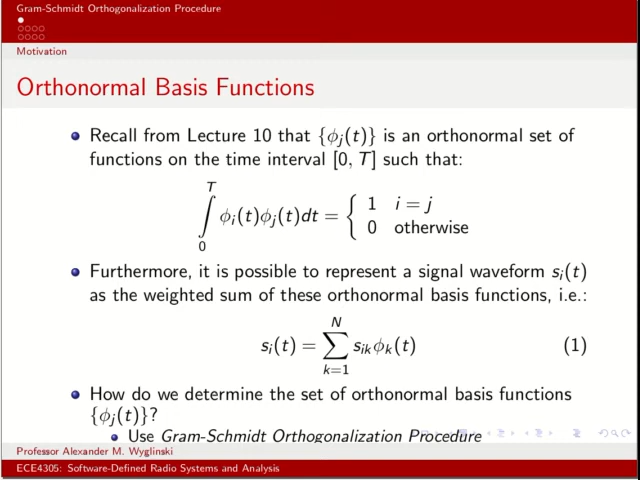 Gram-Schmidt Orthogonalization Procedure
Motivation
Orthonormal Basis Functions
Recall from Lecture 10 that {ϕj(t)} is an orthonormal set of
functions on the time interval [0, T] such that:
∫₀ᵀ ϕi(t)ϕj(t)dt = { 1 i = j
0 otherwise
Furthermore, it is possible to represent a signal waveform si(t)
as the weighted sum of these orthonormal basis functions, i.e.:
si(t) = ∑ₖ₌₁ᴺ sikϕk(t) (1)
How do we determine the set of orthonormal basis functions
{ϕj(t)}?
Use Gram-Schmidt Orthogonalization Procedure
Professor Alexander M. Wyglinski
ECE4305: Software-Defined Radio Systems and Analysis